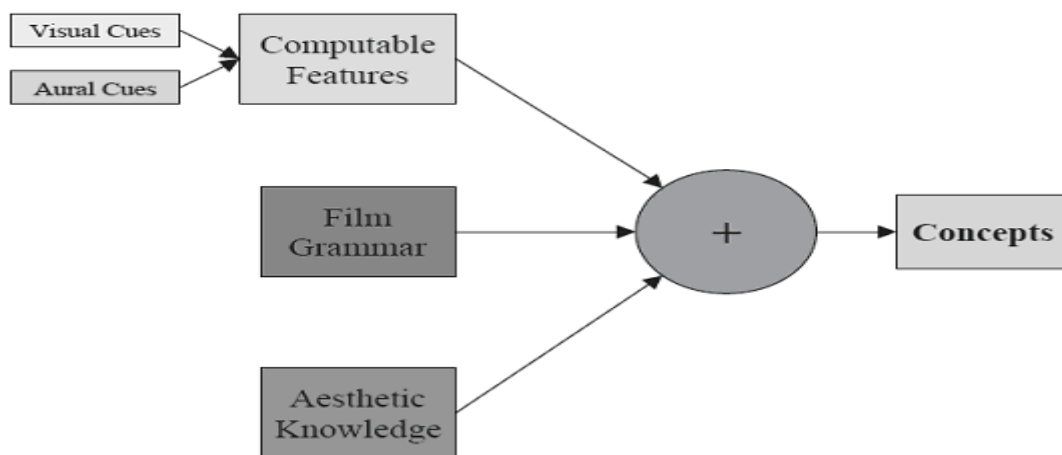 Visual Cues
Aural Cues
Computable
Features
Film
Grammar
Aesthetic
Knowledge
+
Concepts